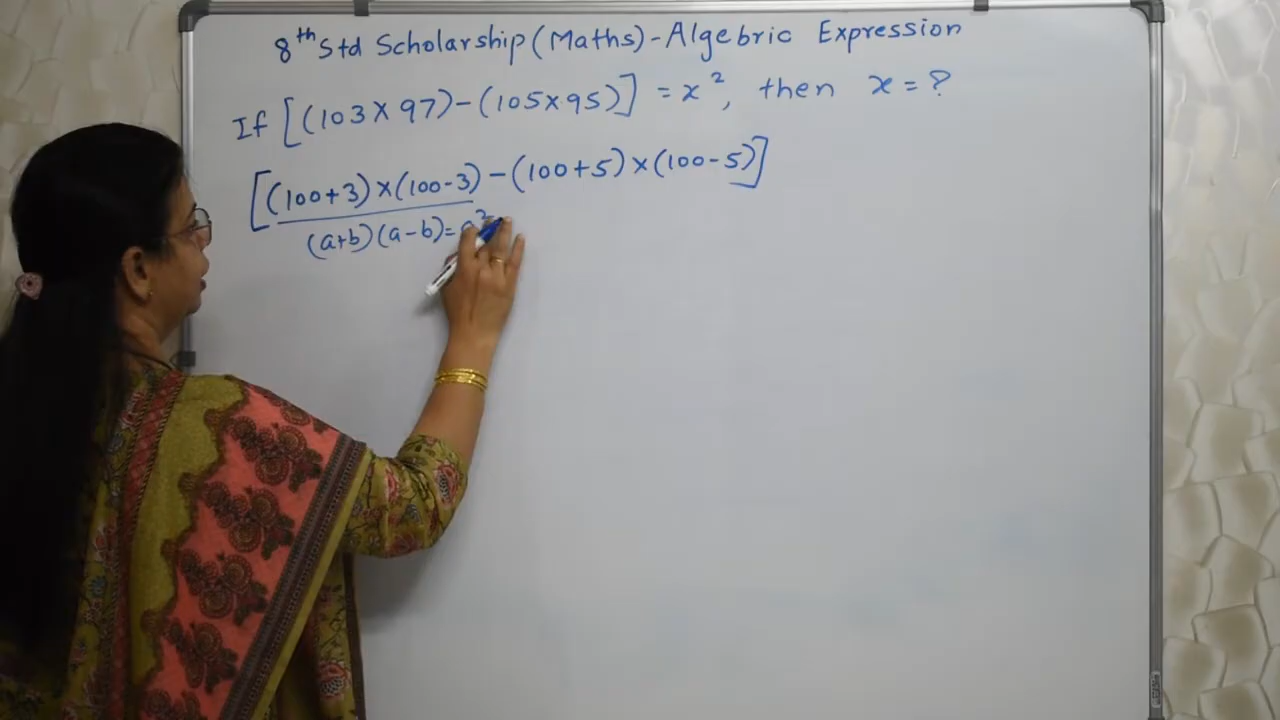 8th Std Scholarship (Maths) - Algebric Expression
If [(103 × 97) - (105 × 95)] = x², then x = ?
[(100+3) × (100-3) - (100+5) × (100-5)]
(a+b)(a-b) = a²